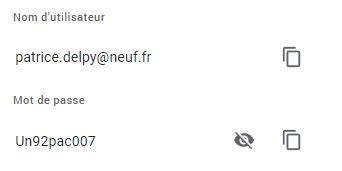 Nom d'utilisateur
patrice.delpy@neuf.fr
Mot de passe
Un92pac007